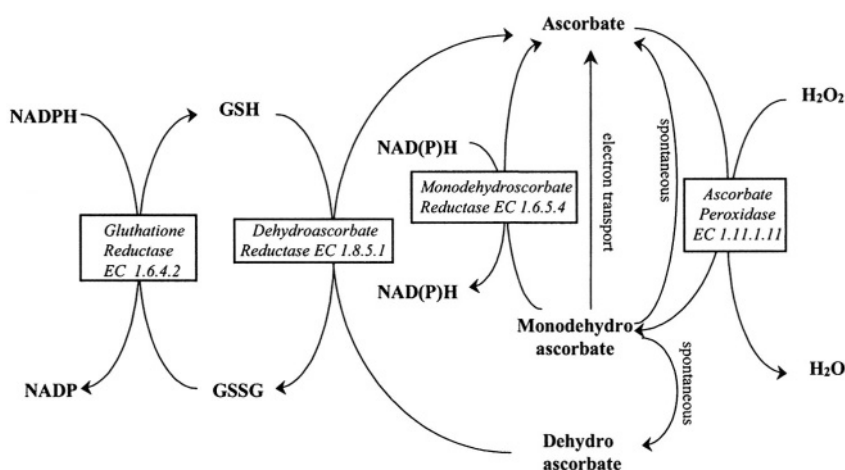 Ascorbate
NADPH
GSH
H2O2
NAD(P)H
electron transport
spontaneous
Gluthatione
Reductase
EC 1.6.4.2
Dehydroascorbate
Reductase EC 1.8.5.1
Monodehydroscorbate
Reductase EC 1.6.5.4
Ascorbate
Peroxidase
EC 1.11.1.11
NAD(P)H
Monodehydro
ascorbate
NADP
GSSG
spontaneous
H2O
Dehydro
ascorbate